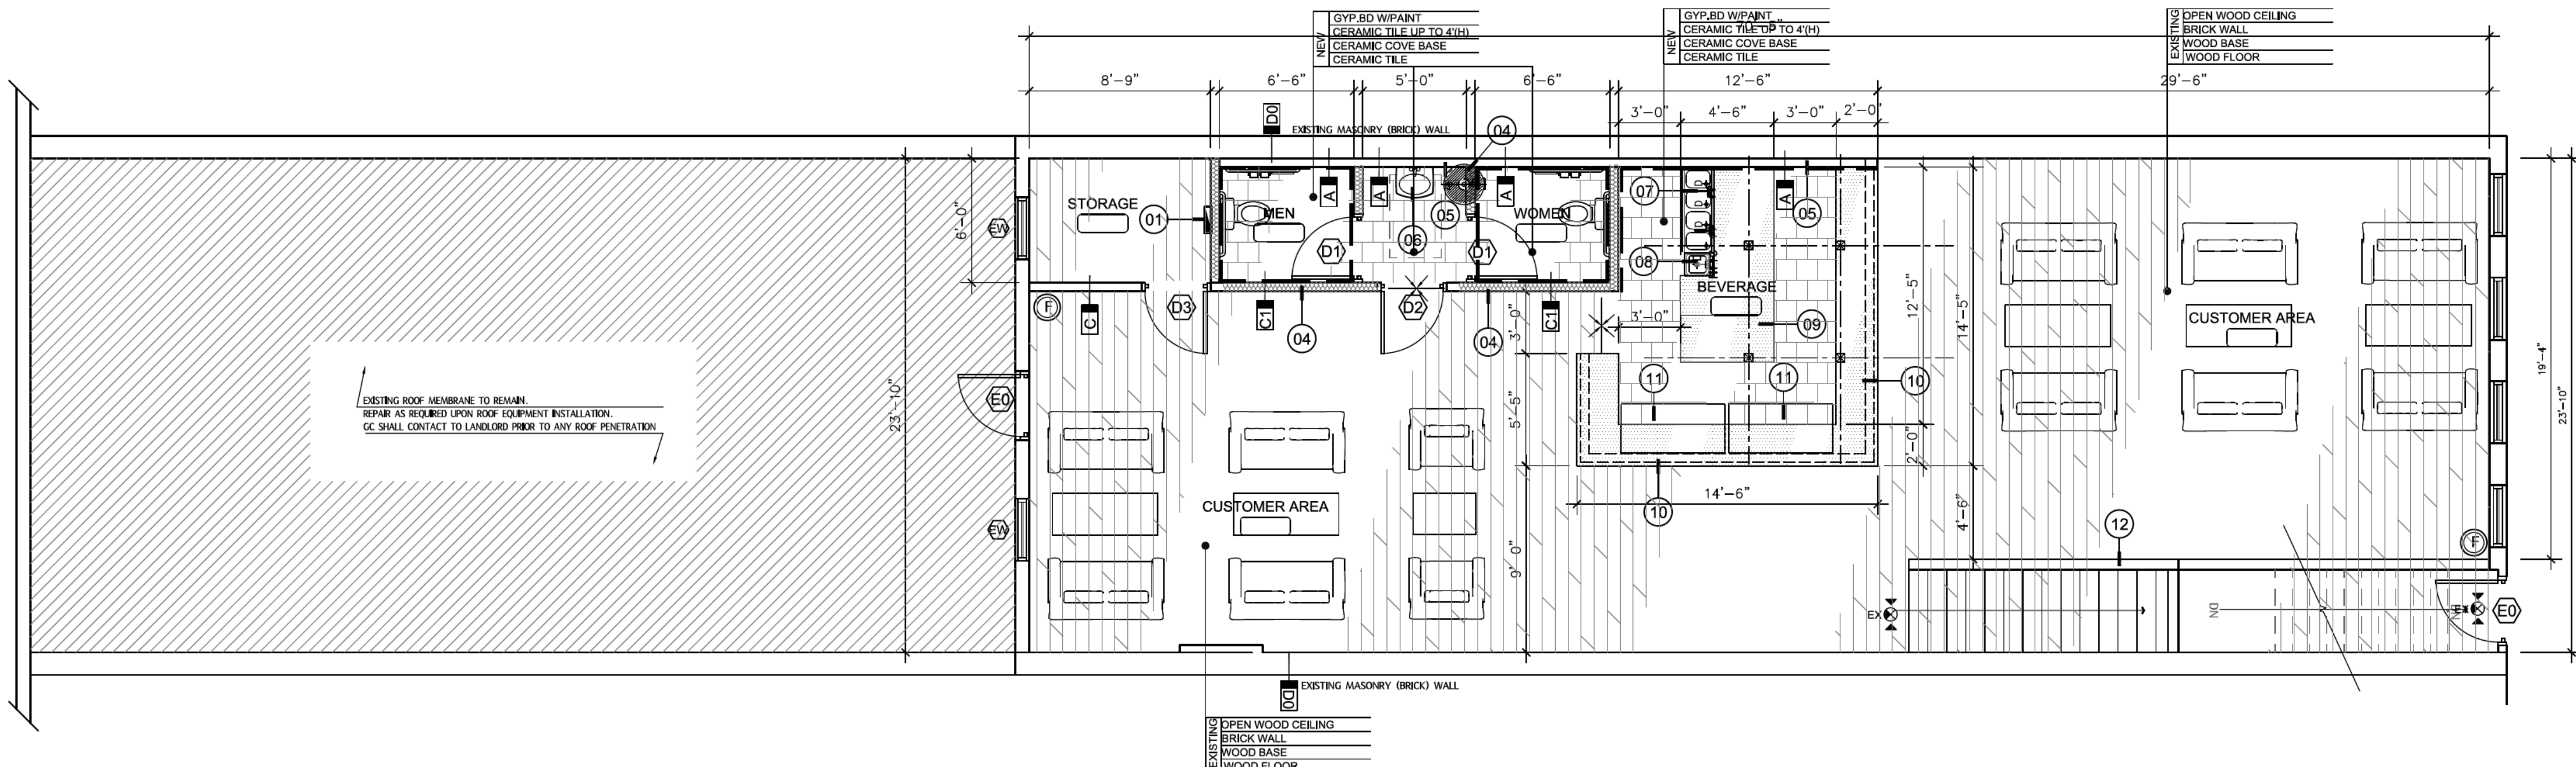 NEW
GYP.BD W/PAINT
CERAMIC TILE UP TO 4'(H)
CERAMIC COVE BASE
CERAMIC TILE
NEW
GYP.BD W/PAINT
CERAMIC TILE UP TO 4'(H)
CERAMIC COVE BASE
CERAMIC TILE
70'-5"
EXISTING
OPEN WOOD CEILING
BRICK WALL
WOOD BASE
WOOD FLOOR
8'-9"
6'-6"
5'-0"
6'-6"
12'-6"
29'-6"
3'-0"
4'-6"
3'-0"
2'-0"
D0
EXISTING MASONRY (BRICK) WALL
04
STORAGE
01
6'-0"
EW
A
A
A
A
MEN
WOMEN
05
06
D1
D1
07
08
05
BEVERAGE
09
3'-0"
3'-0"
12'-5"
14'-5"
CUSTOMER AREA
19'-4"
23'-10"
F
C
D3
C1
04
D2
04
C1
11
11
10
E0
23'-10"
EXISTING ROOF MEMBRANE TO REMAIN.
REPAIR AS REQUIRED UPON ROOF EQUIPMENT INSTALLATION.
GC SHALL CONTACT TO LANDLORD PRIOR TO ANY ROOF PENETRATION
5'-5"
2'-0"
14'-6"
10
EW
CUSTOMER AREA
9'-0"
4'-6"
12
F
EX
DN
E0
D0
EXISTING MASONRY (BRICK) WALL
EXISTING
OPEN WOOD CEILING
BRICK WALL
WOOD BASE
WOOD FLOOR